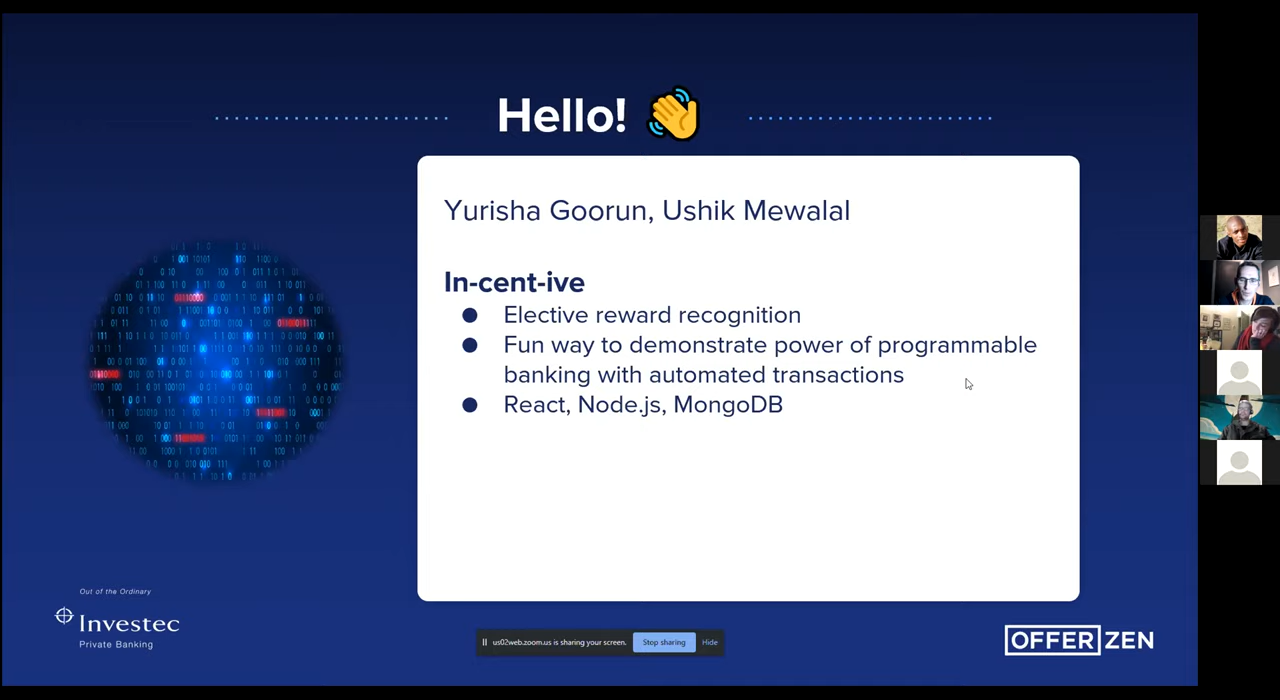 Hello! 👋
Yurisha Goorun, Ushik Mewalal
In-cent-ive
● Elective reward recognition
● Fun way to demonstrate power of programmable
banking with automated transactions
● React, Node.js, MongoDB
Out of the Ordinary
Investec
Private Banking
us02web.zoom.us is sharing your screen. Stop sharing Hide
OFFER ZEN